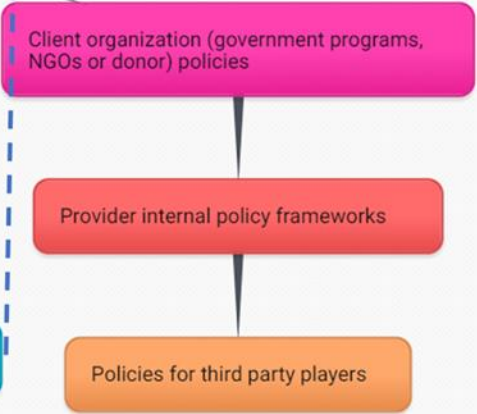 Client organization (government programs,
NGOs or donor) policies
Provider internal policy frameworks
Policies for third party players